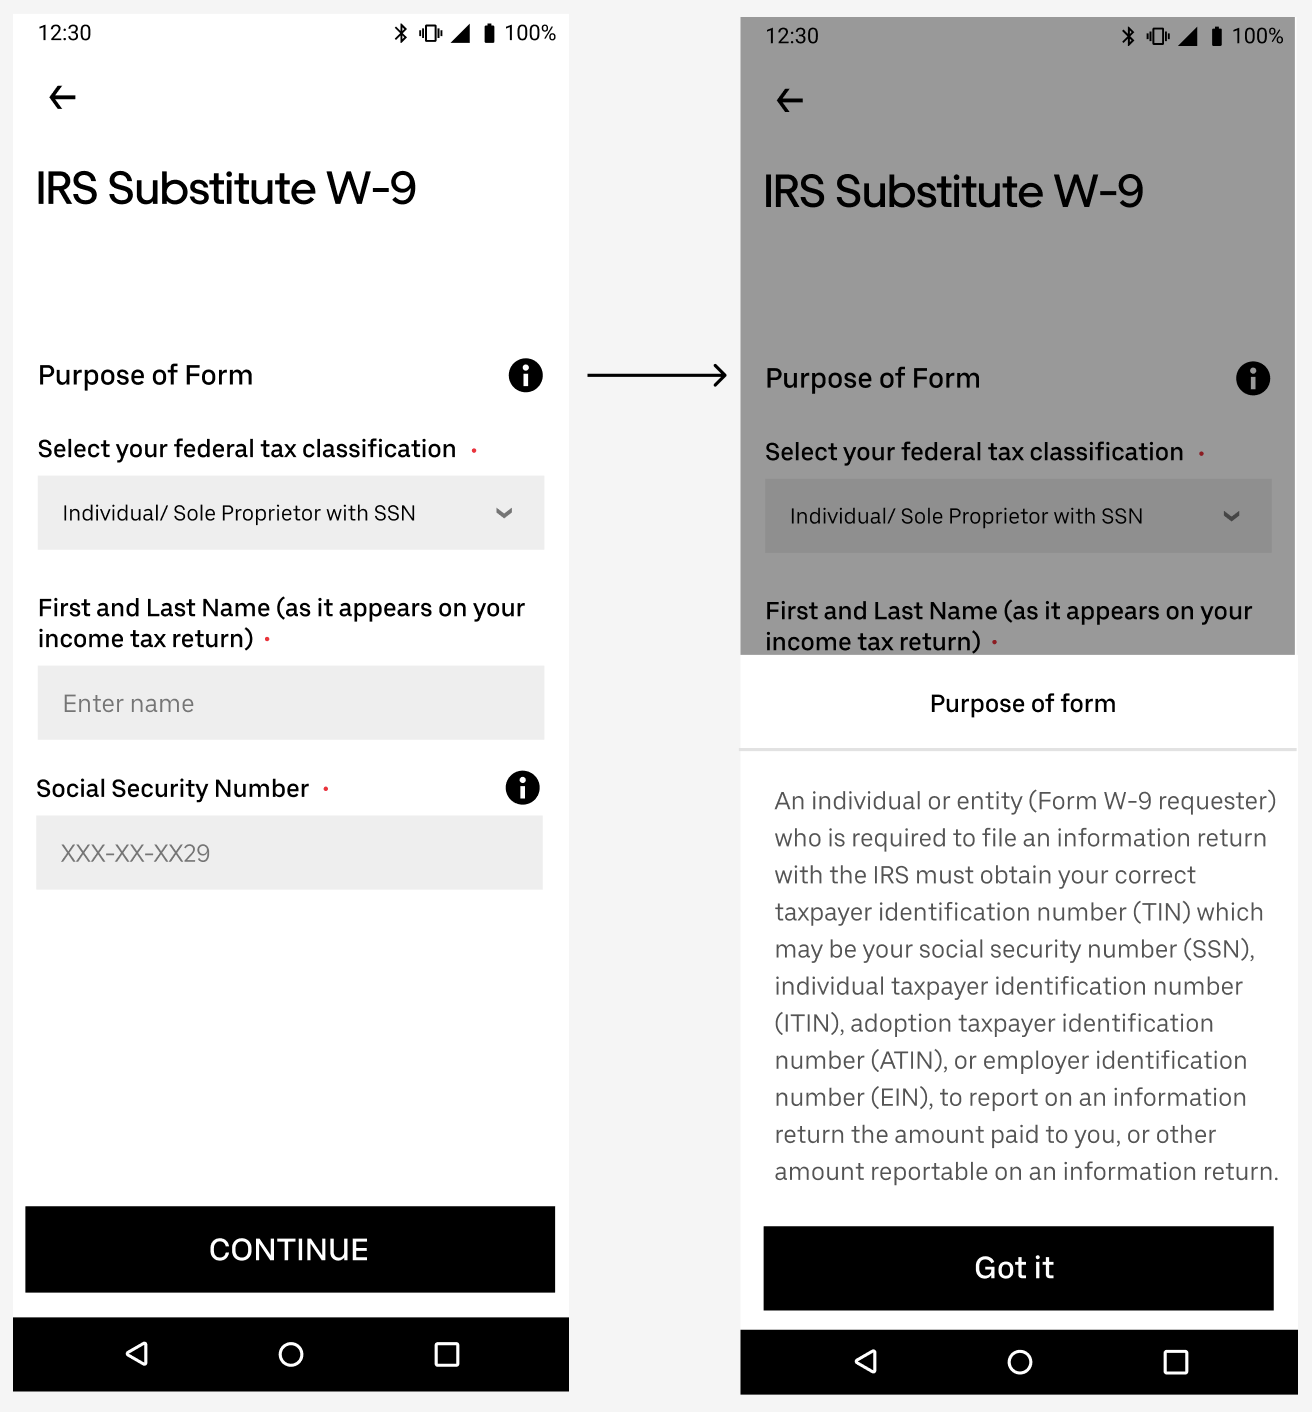 12:30
100%
IRS Substitute W-9
Purpose of Form
Select your federal tax classification •
Individual/ Sole Proprietor with SSN
First and Last Name (as it appears on your
income tax return) •
Enter name
Social Security Number •
XXX-XX-XX29
CONTINUE
12:30
100%
IRS Substitute W-9
Purpose of Form
Select your federal tax classification •
Individual/ Sole Proprietor with SSN
First and Last Name (as it appears on your
income tax return) •
Purpose of form
An individual or entity (Form W-9 requester)
who is required to file an information return
with the IRS must obtain your correct
taxpayer identification number (TIN) which
may be your social security number (SSN),
individual taxpayer identification number
(ITIN), adoption taxpayer identification
number (ATIN), or employer identification
number (EIN), to report on an information
return the amount paid to you, or other
amount reportable on an information return.
Got it